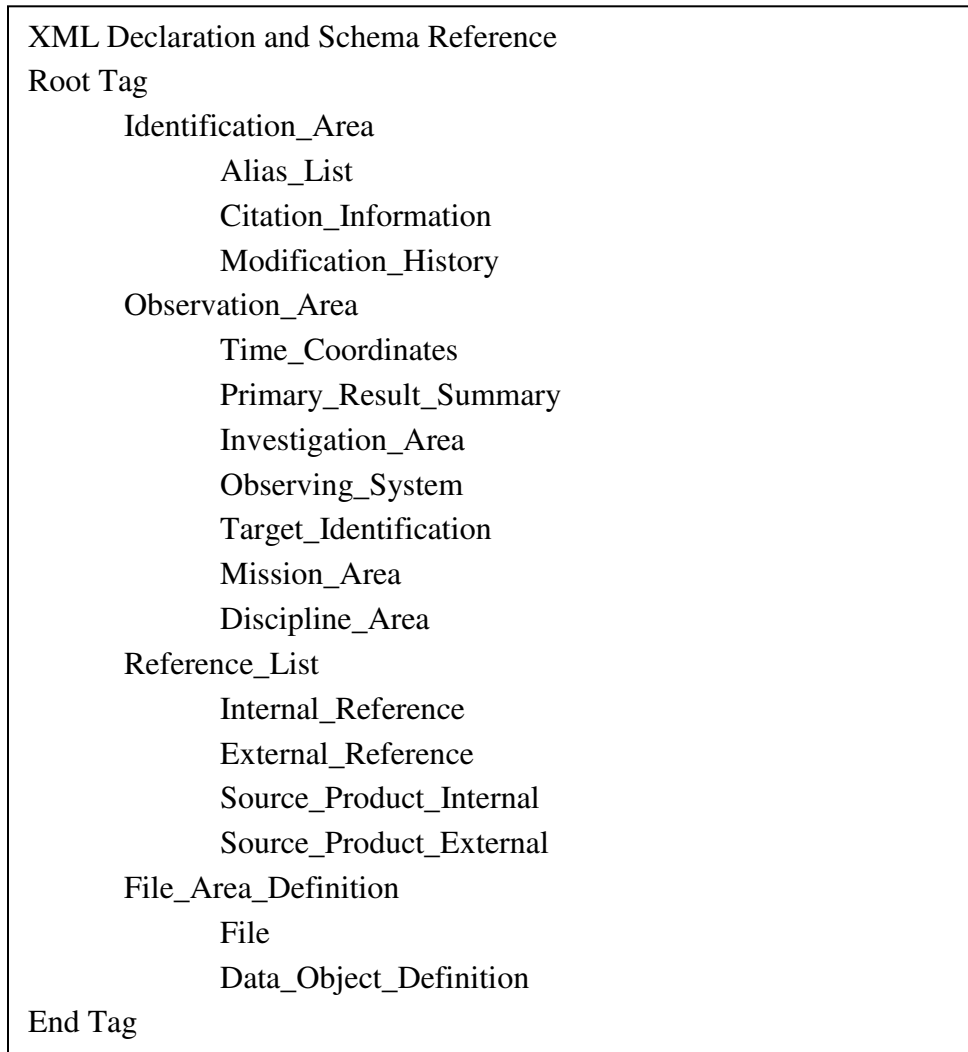 XML Declaration and Schema Reference
Root Tag
Identification_Area
Alias_List
Citation_Information
Modification_History
Observation_Area
Time_Coordinates
Primary_Result_Summary
Investigation_Area
Observing_System
Target_Identification
Mission_Area
Discipline_Area
Reference_List
Internal_Reference
External_Reference
Source_Product_Internal
Source_Product_External
File_Area_Definition
File
Data_Object_Definition
End Tag